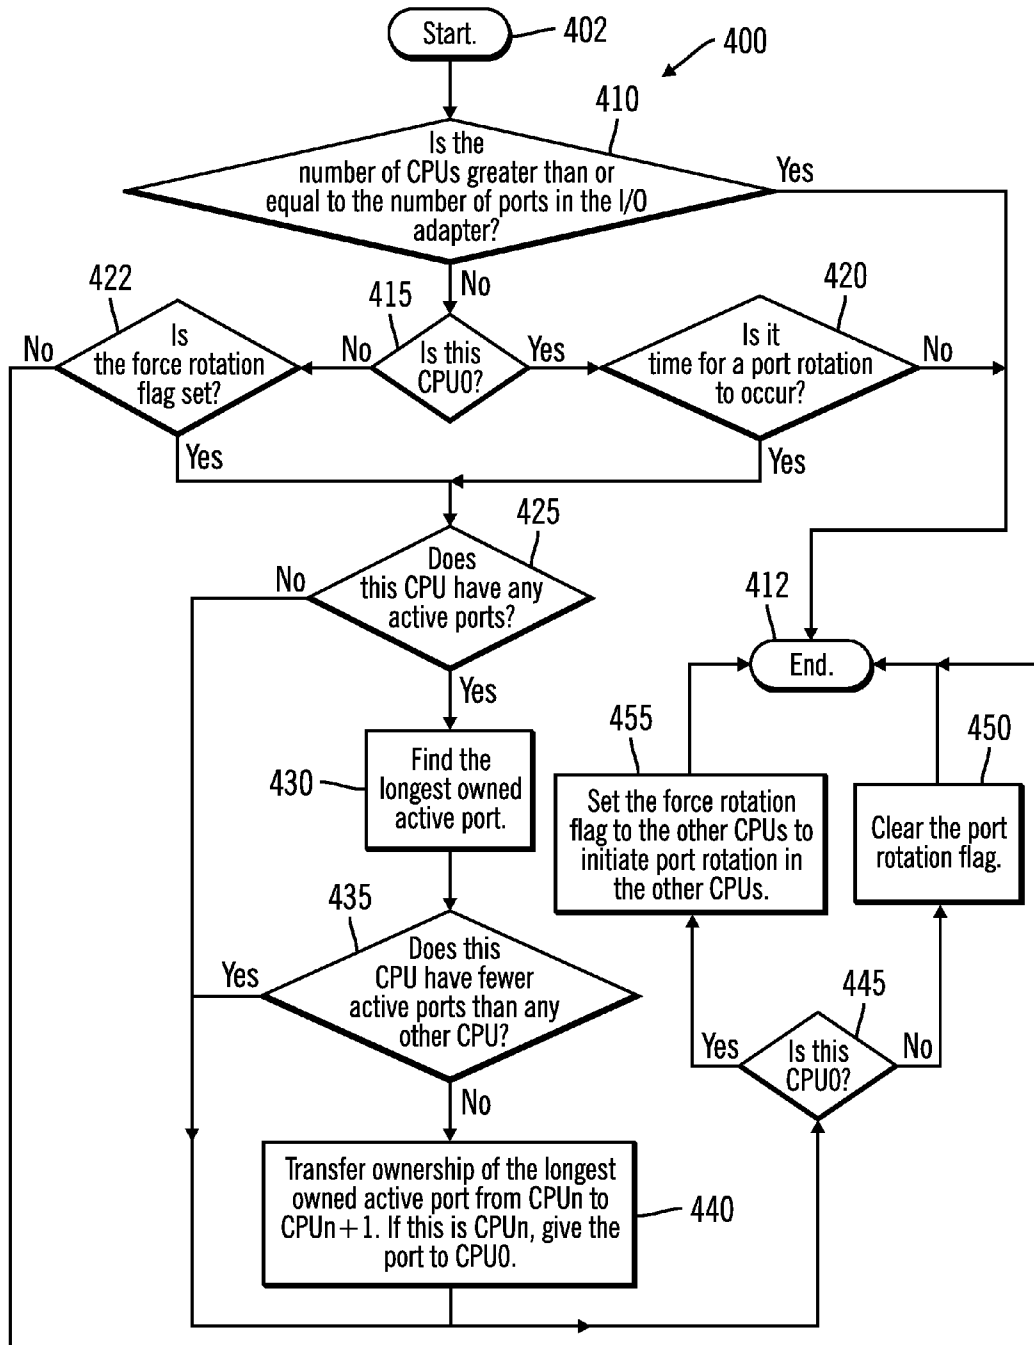 Start.
402
400
410
Is the
number of CPUs greater than or
equal to the number of ports in the I/O
adapter?
Yes
No
422
415
420
No
Is
the force rotation
flag set?
No
Is this
CPU0?
Yes
Is it
time for a port rotation
to occur?
No
Yes
Yes
425
No
Does
this CPU have any
active ports?
412
End.
Yes
430
Find the
longest owned
active port.
455
Set the force rotation
flag to the other CPUs to
initiate port rotation in
the other CPUs.
450
Clear the port
rotation flag.
435
Yes
Does this
CPU have fewer
active ports than any
other CPU?
445
Yes
Is this
CPU0?
No
No
Transfer ownership of the longest
owned active port from CPUn to
CPUn+1. If this is CPUn, give the
port to CPU0.
440